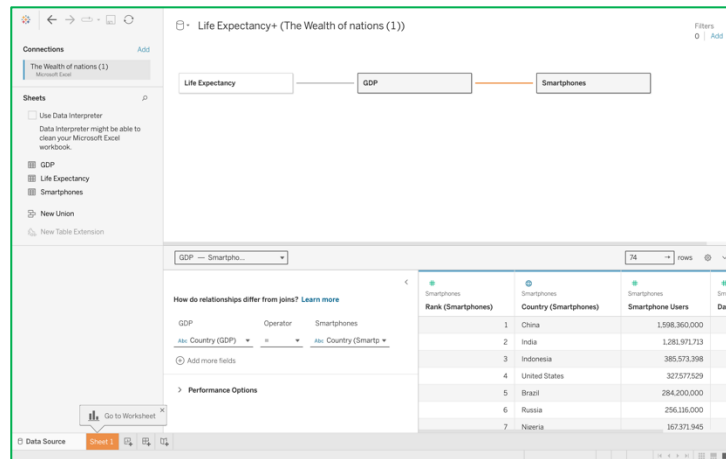 Life Expectancy+ (The Wealth of nations (1))
Filters
0 | Add
Connections
Add
The Wealth of nations (1)
Microsoft Excel
Sheets
Use Data Interpreter
Data Interpreter might be able to
clean your Microsoft Excel
workbook.
GDP
Life Expectancy
Smartphones
New Union
New Table Extension
Life Expectancy
GDP
Smartphones
GDP — Smartpho...
74 → rows
How do relationships differ from joins? Learn more
GDP Operator Smartphones
Abc Country (GDP) = Abc Country (Smartp
Add more fields
Performance Options
Smartphones Smartphones Smartphones
Rank (Smartphones) Country (Smartphones) Smartphone Users Da
1 China 1,598,360,000
2 India 1,281,971,713
3 Indonesia 385,573,398
4 United States 327,577,529
5 Brazil 284,200,000
6 Russia 256,116,000
7 Nigeria 167,371,945
Go to Worksheet
Data Source
Sheet 1